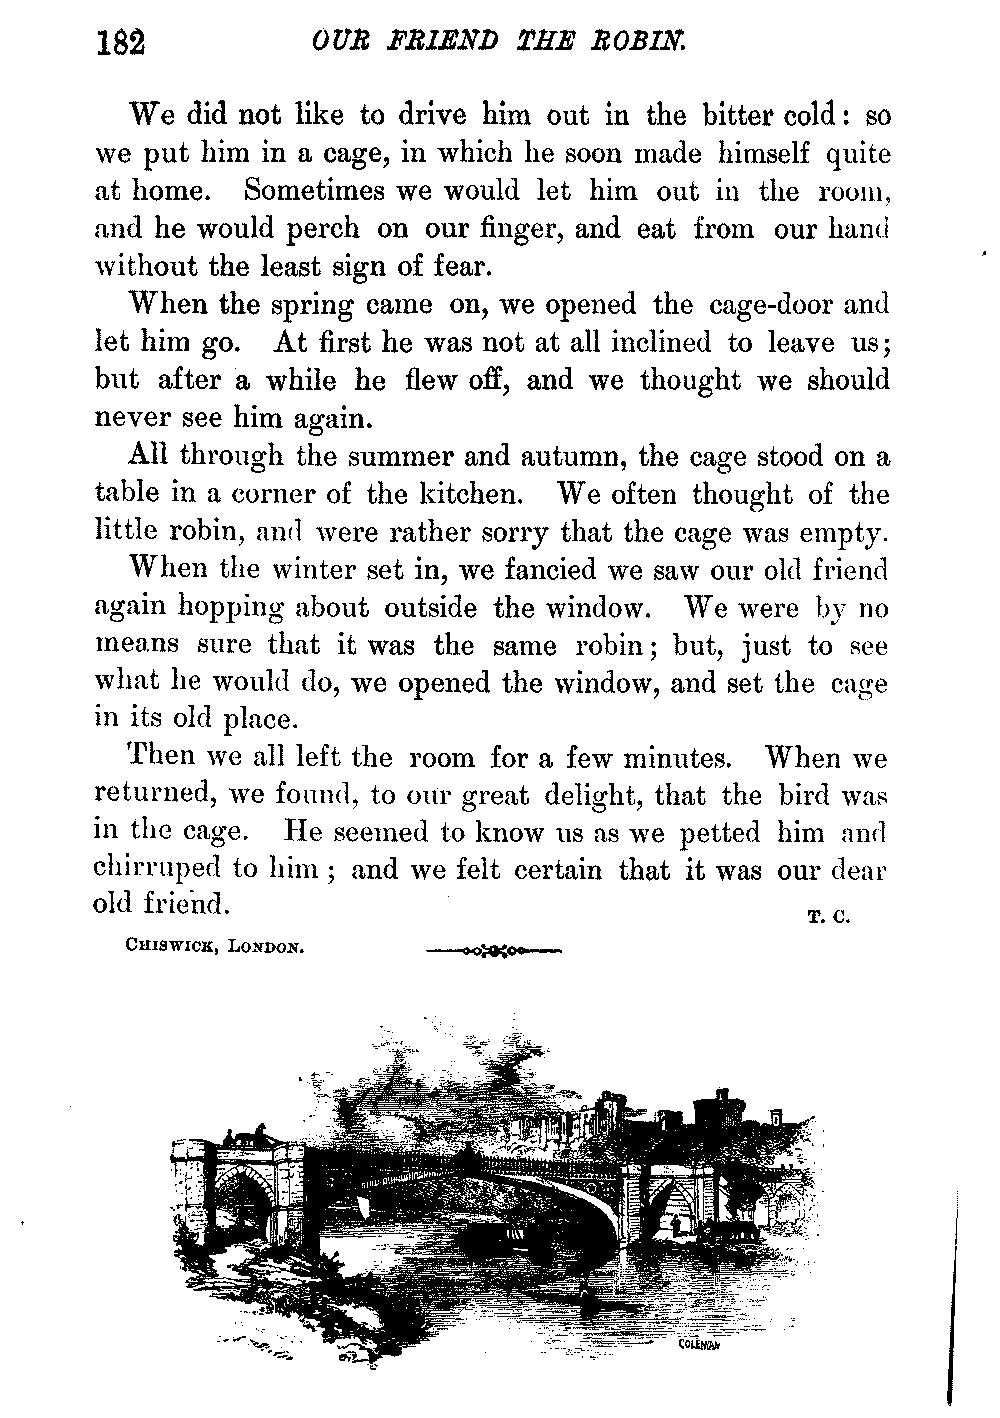 182 OUR FRIEND THE ROBIN.
We did not like to drive him out in the bitter cold: so
we put him in a cage, in which he soon made himself quite
at home. Sometimes we would let him out in the room,
and he would perch on our finger, and eat from our hand
without the least sign of fear.
When the spring came on, we opened the cage-door and
let him go. At first he was not at all inclined to leave us;
but after a while he flew off, and we thought we should
never see him again.
All through the summer and autumn, the cage stood on a
table in a corner of the kitchen. We often thought of the
little robin, and were rather sorry that the cage was empty.
When the winter set in, we fancied we saw our old friend
again hopping about outside the window. We were by no
means sure that it was the same robin; but, just to see
what he would do, we opened the window, and set the cage
in its old place.
Then we all left the room for a few minutes. When we
returned, we found, to our great delight, that the bird was
in the cage. He seemed to know us as we petted him and
chirruped to him; and we felt certain that it was our dear
old friend.
T. C.
CHISWICK, LONDON.
COLEMAN